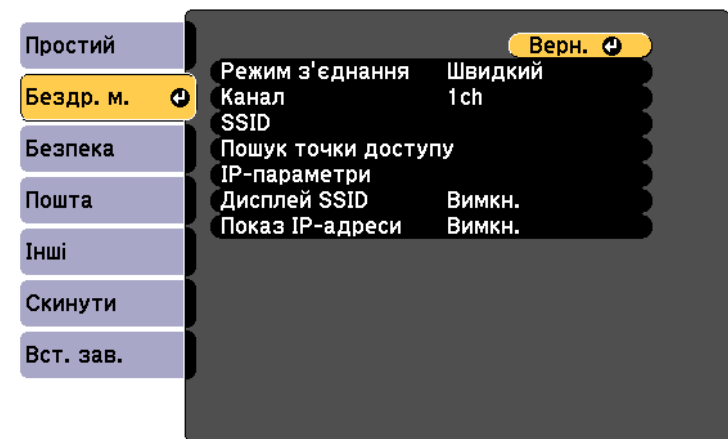 Простий
Бездр. м.
Безпека
Пошта
Інші
Скинути
Вст. зав.
Верн.
Режим з'єднання Швидкий
Канал 1ch
SSID
Пошук точки доступу
IP-параметри
Дисплей SSID Вимкн.
Показ IP-адреси Вимкн.